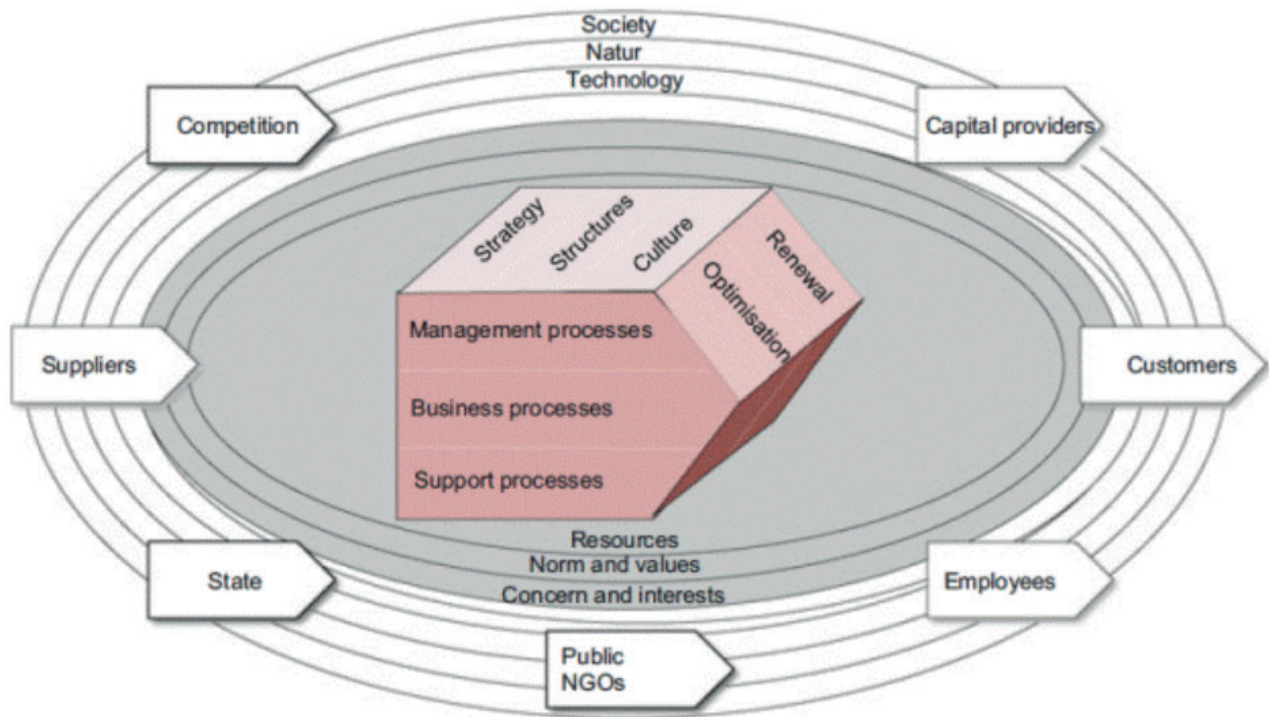 Society
Natur
Technology
Competition
Capital providers
Strategy
Structures
Culture
Renewal
Optimisation
Management processes
Suppliers
Customers
Business processes
Support processes
Resources
Norm and values
State
Employees
Concern and interests
Public
NGOs